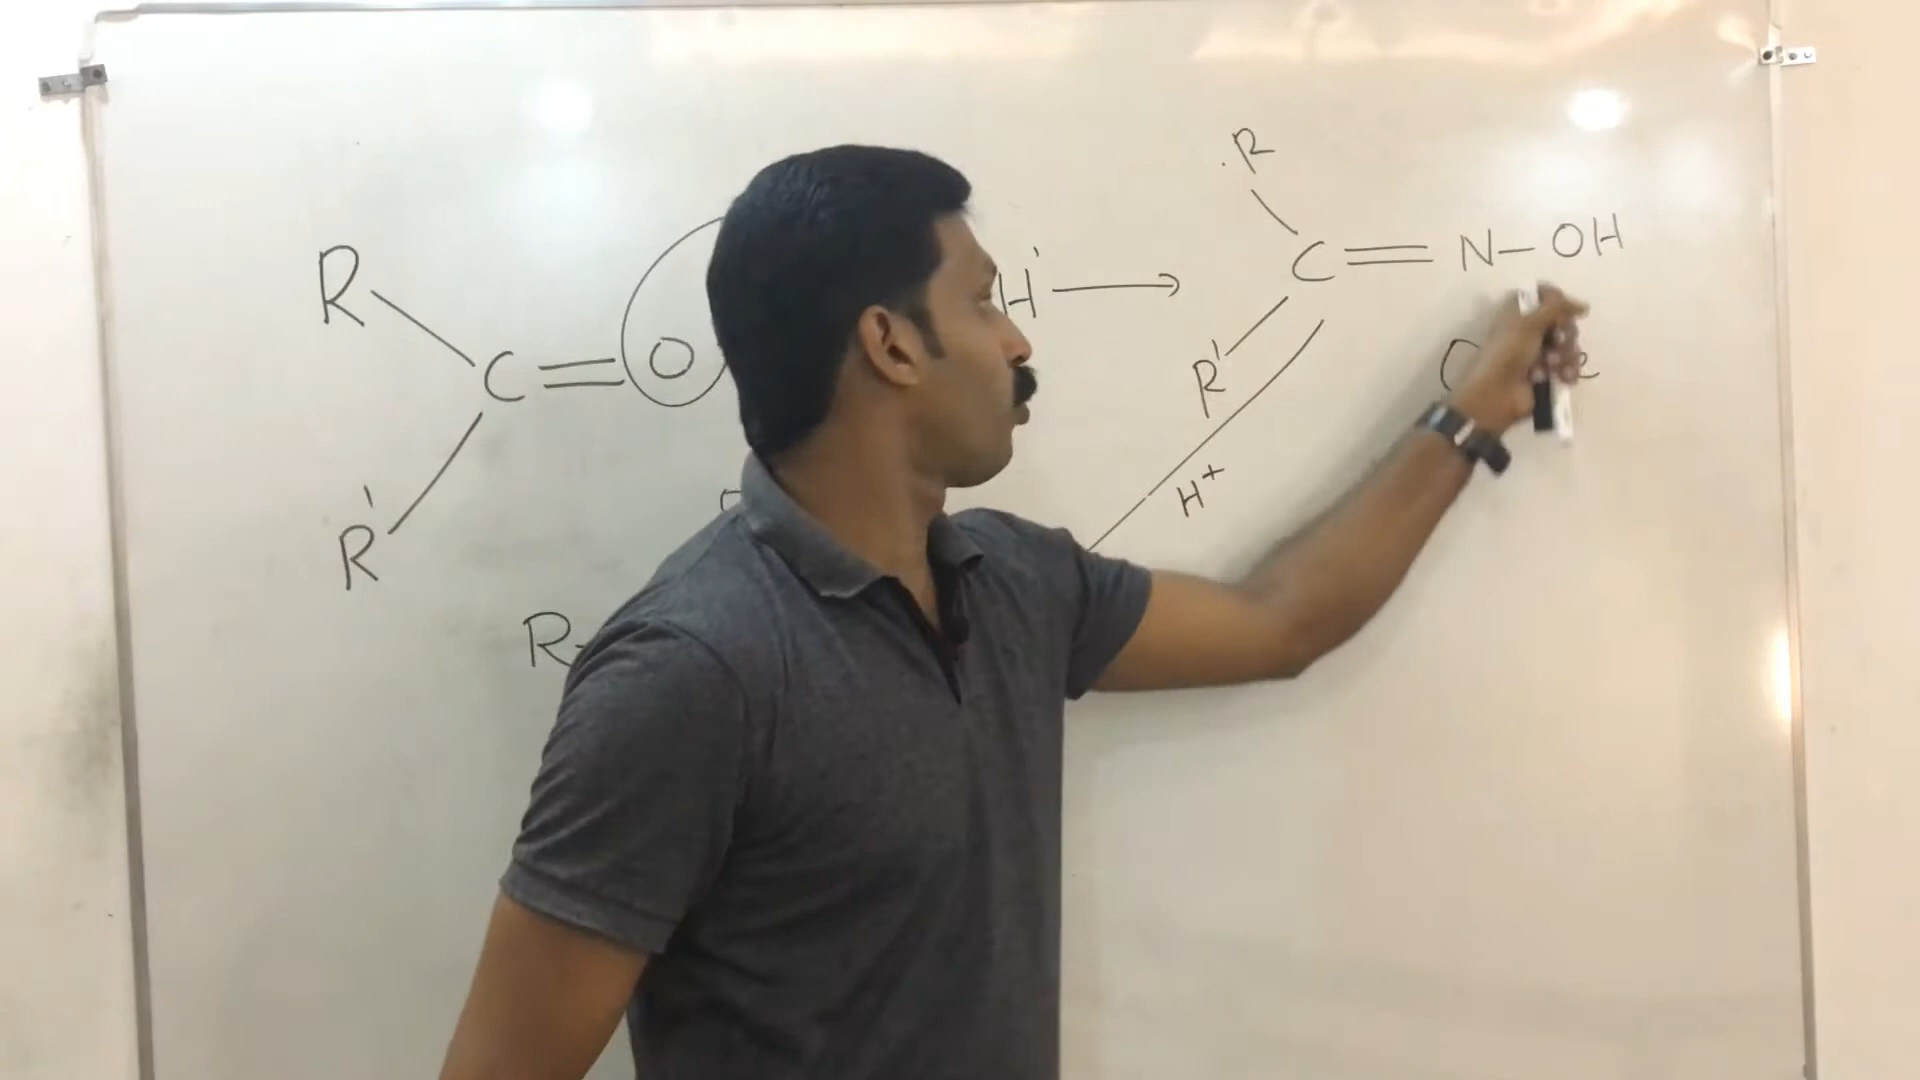 R
R
C = O
H → C = N - OH
R'
R'
H+
R-